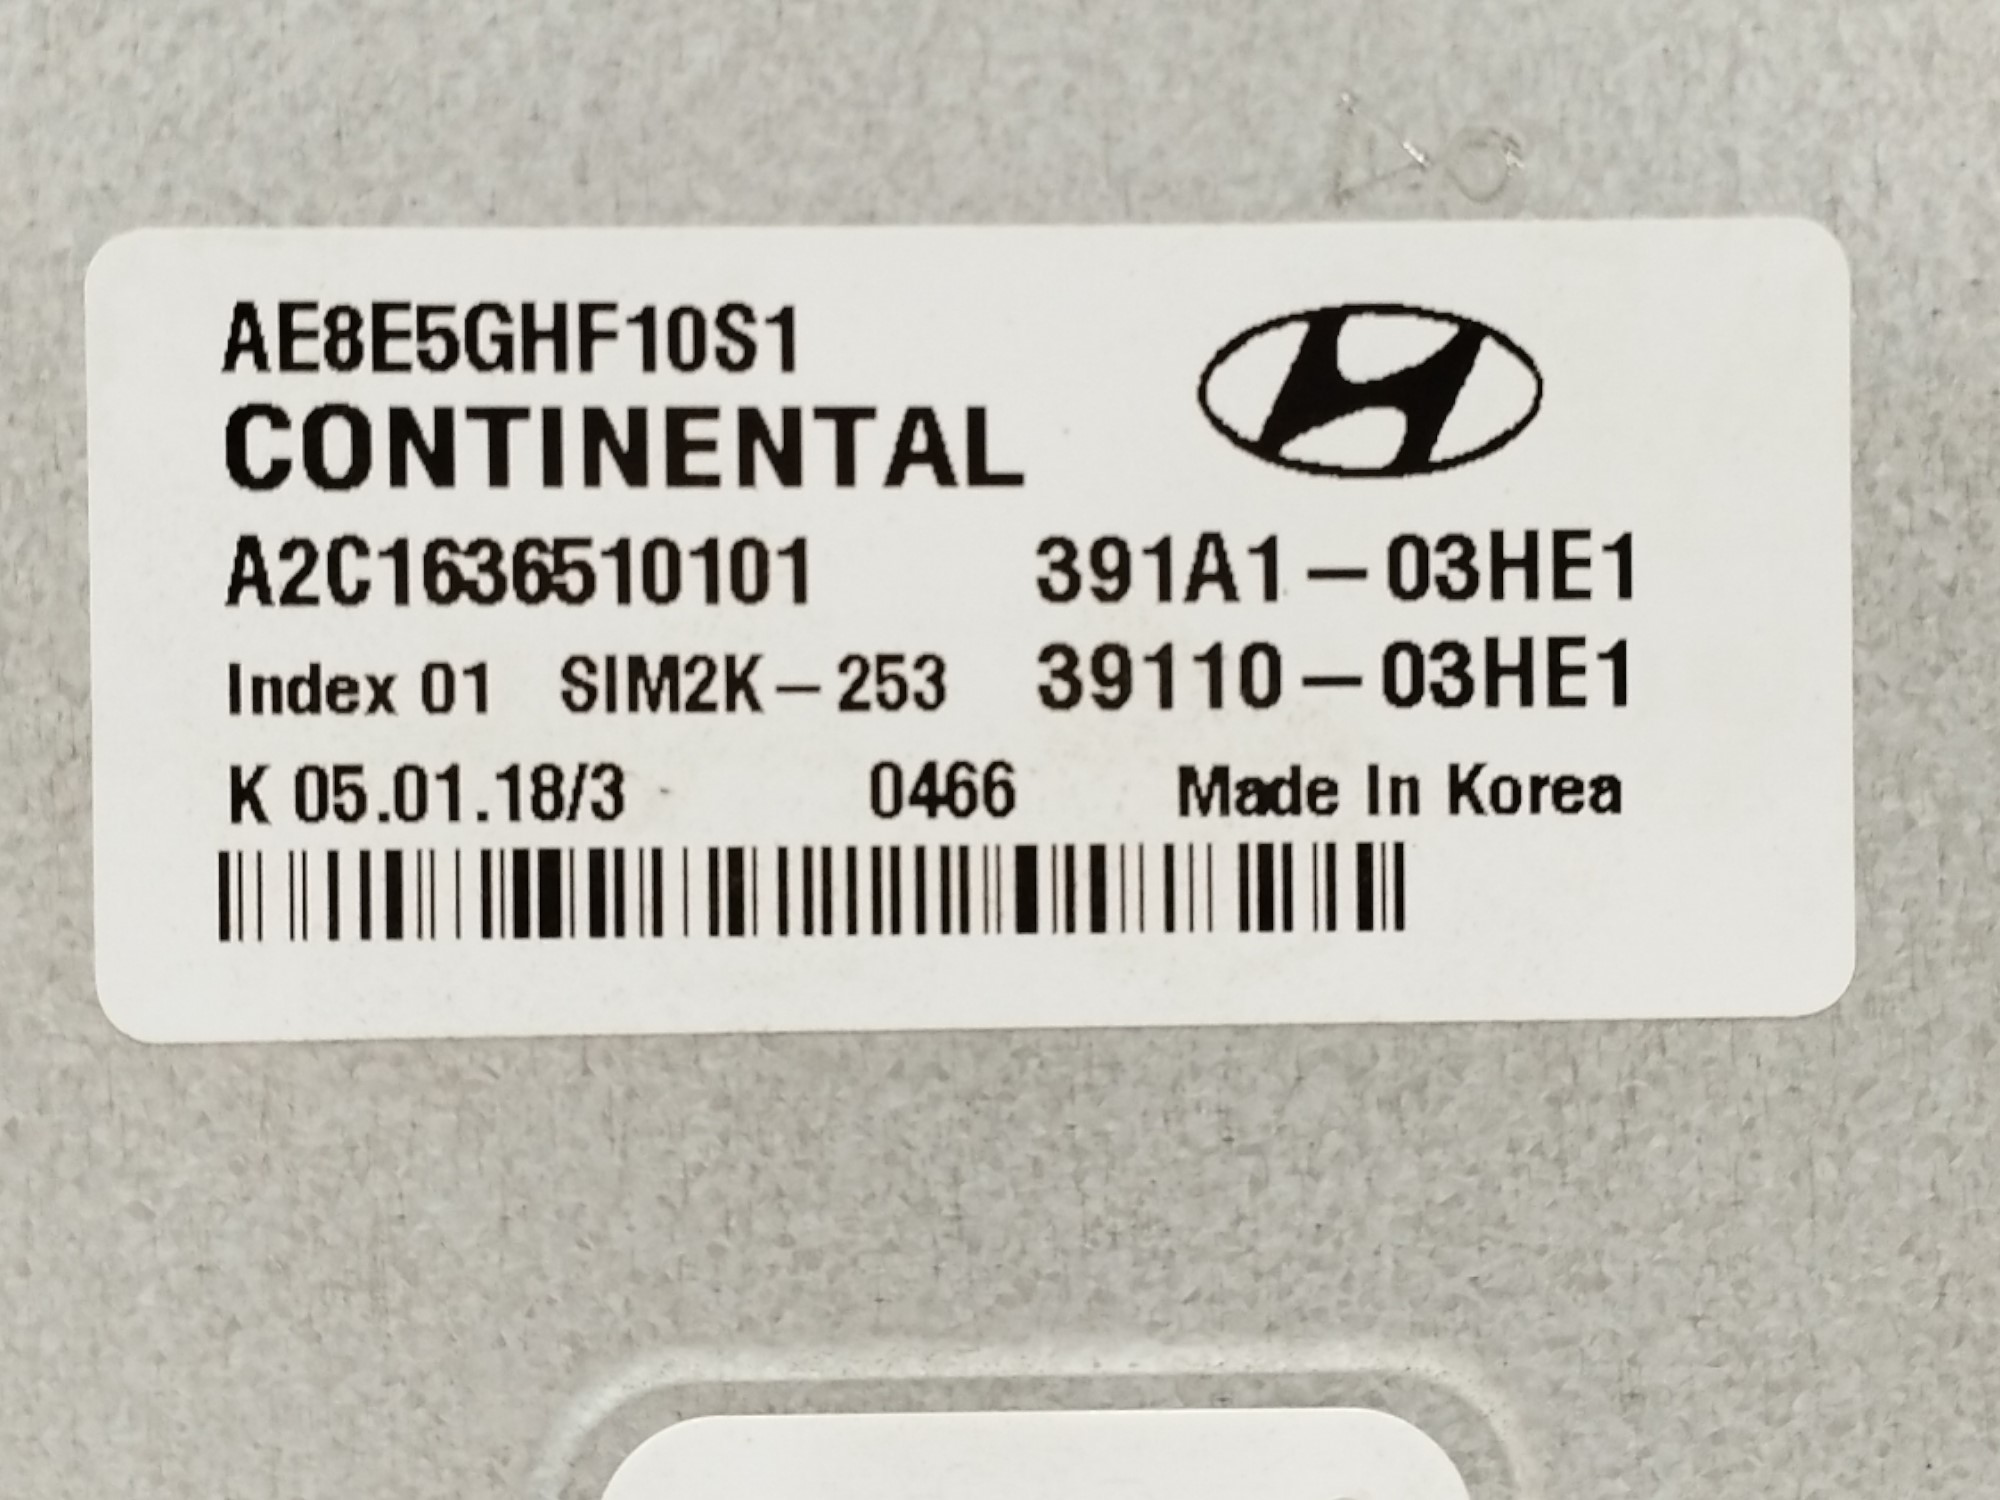 AE8E5GHF10S1
CONTINENTAL
A2C1636510101 391A1-03HE1
Index 01 SIM2K-253 39110-03HE1
K 05.01.18/3 0466 Made In Korea